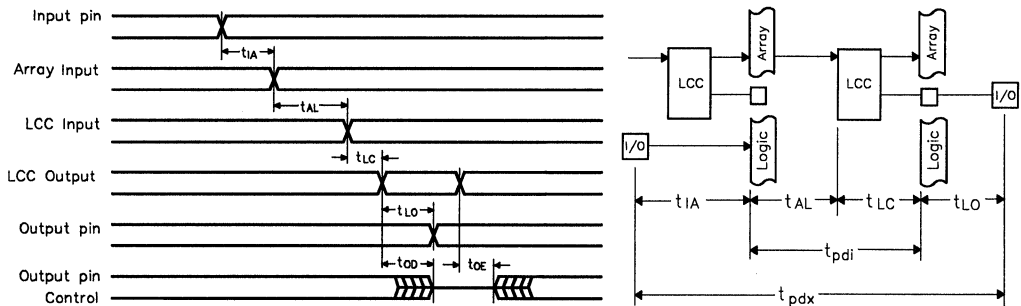 Input pin
tIA
Array Input
tAL
LCC Input
tLC
LCC Output
tLO
Output pin
tOD
tOE
Output pin
Control
Array
Array
LCC
LCC
I/O
I/O
Logic
Logic
tIA
tAL
tLC
tLO
tpdi
tpdx